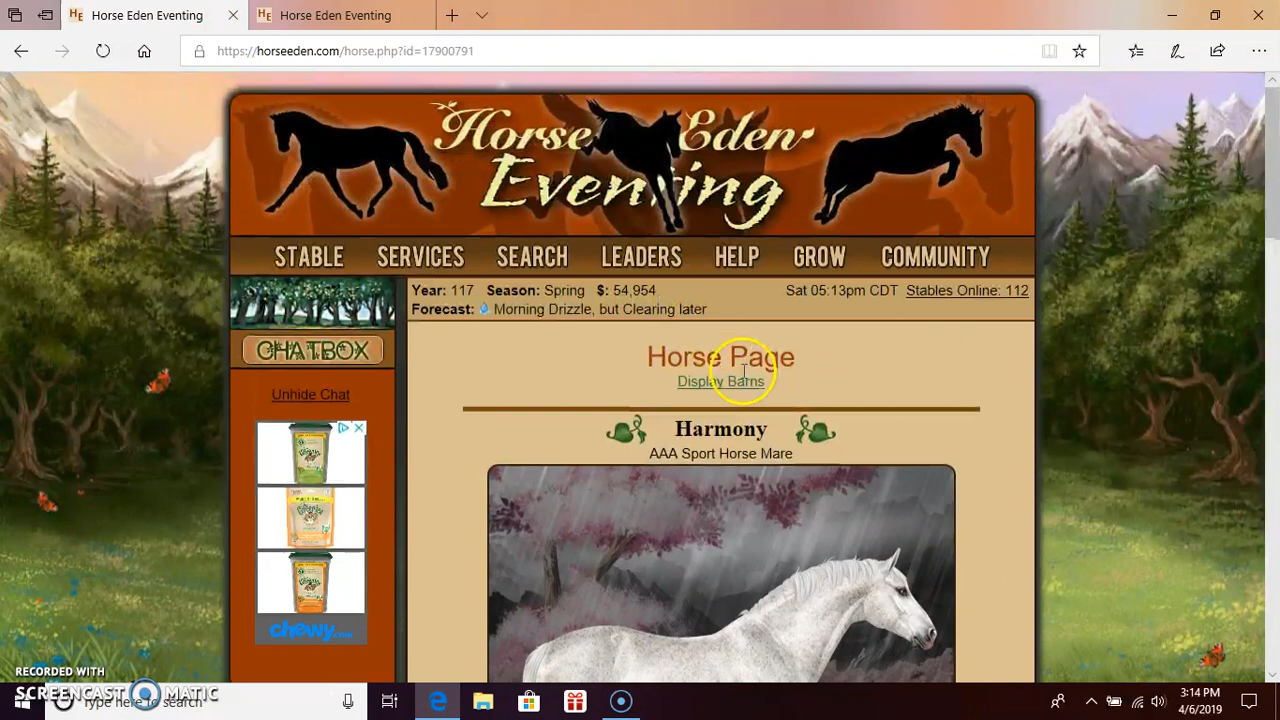 Horse Eden Eventing
Horse Eden Eventing
https://horseeden.com/horse.php?id=17900791
Horse Eden
Eventing
STABLE SERVICES SEARCH LEADERS HELP GROW COMMUNITY
Year: 117 Season: Spring $: 54,954 Sat 05:13pm CDT Stables Online: 112
Forecast: Morning Drizzle, but Clearing later
CHATBOX
Unhide Chat
Horse Page
Display Barns
Harmony
AAA Sport Horse Mare
chewy.com
RECORDED WITH
SCREENCAST MATIC
Type here to search
3:14 PM
4/6/2019